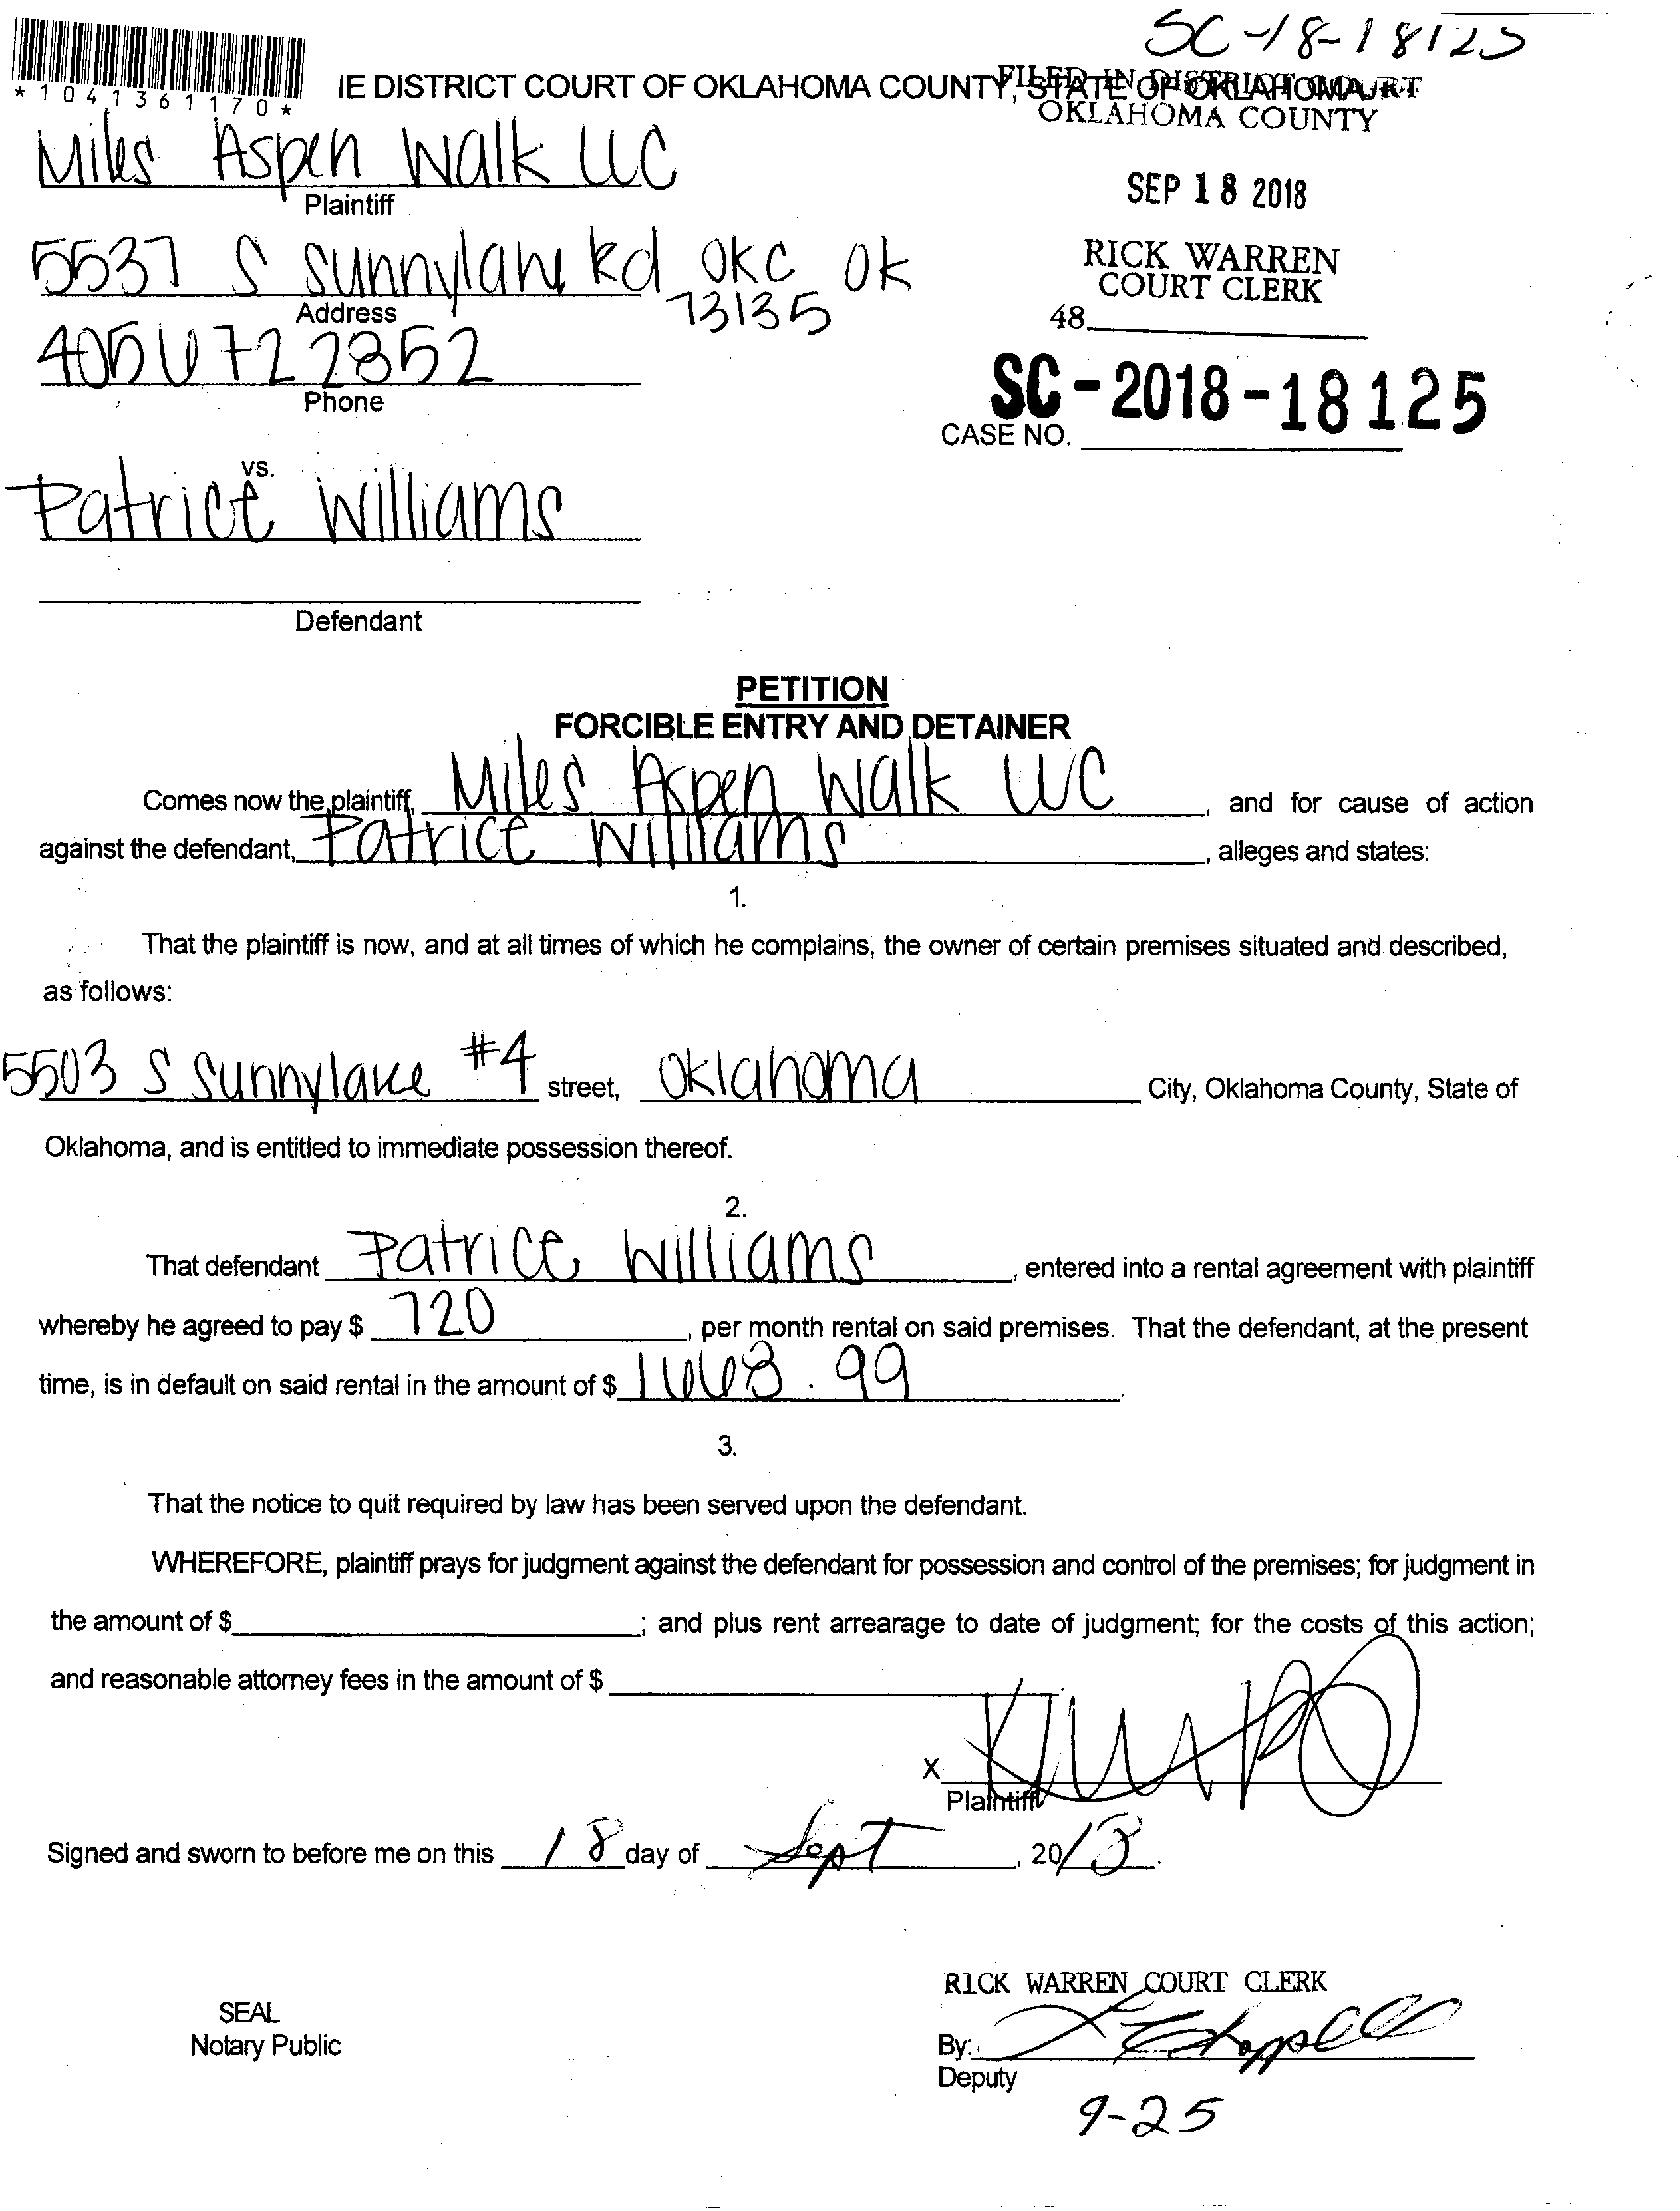 SC-18-18125
*1041361170*
IE DISTRICT COURT OF OKLAHOMA COUNTY, STATE OF OKLAHOMA
FILED IN DISTRICT COURT
OKLAHOMA COUNTY
Miles Aspen Walk LLC
Plaintiff
SEP 18 2018
5537 S Sunnylane Rd OKC OK
73135
Address
RICK WARREN
COURT CLERK
48
4056722852
Phone
SC-2018-18125
CASE NO.
vs.
Patrice Williams
Defendant
PETITION
FORCIBLE ENTRY AND DETAINER
Comes now the plaintiff, Miles Aspen Walk LLC, and for cause of action
against the defendant, Patrice Williams, alleges and states:
1.
That the plaintiff is now, and at all times of which he complains, the owner of certain premises situated and described,
as follows:
5503 S Sunnylane #4 street, Oklahoma City, Oklahoma County, State of
Oklahoma, and is entitled to immediate possession thereof.
2.
That defendant Patrice Williams, entered into a rental agreement with plaintiff
whereby he agreed to pay $ 720, per month rental on said premises. That the defendant, at the present
time, is in default on said rental in the amount of $ 1663.99.
3.
That the notice to quit required by law has been served upon the defendant.
WHEREFORE, plaintiff prays for judgment against the defendant for possession and control of the premises; for judgment in
the amount of $ ; and plus rent arrearage to date of judgment; for the costs of this action;
and reasonable attorney fees in the amount of $
X
Plaintiff
Signed and sworn to before me on this 18 day of Sept, 2018.
RICK WARREN COURT CLERK
SEAL
Notary Public
By: Chappell
Deputy
9-25